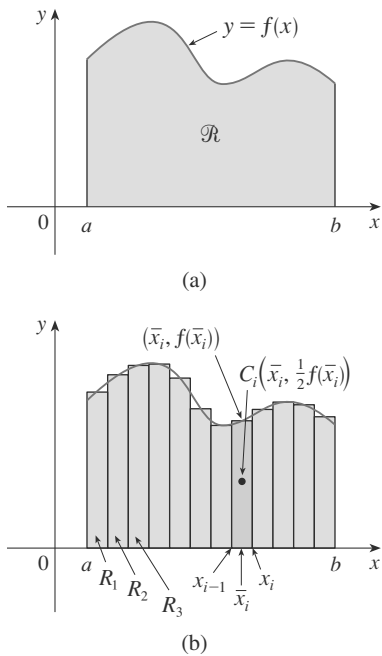 y
y = f(x)
ℛ
0 a b x
(a)
y
(x̄ᵢ, f(x̄ᵢ))
Cᵢ(x̄ᵢ, ½f(x̄ᵢ))
0 a b x
R₁ R₂ R₃ xᵢ₋₁ x̄ᵢ xᵢ
(b)